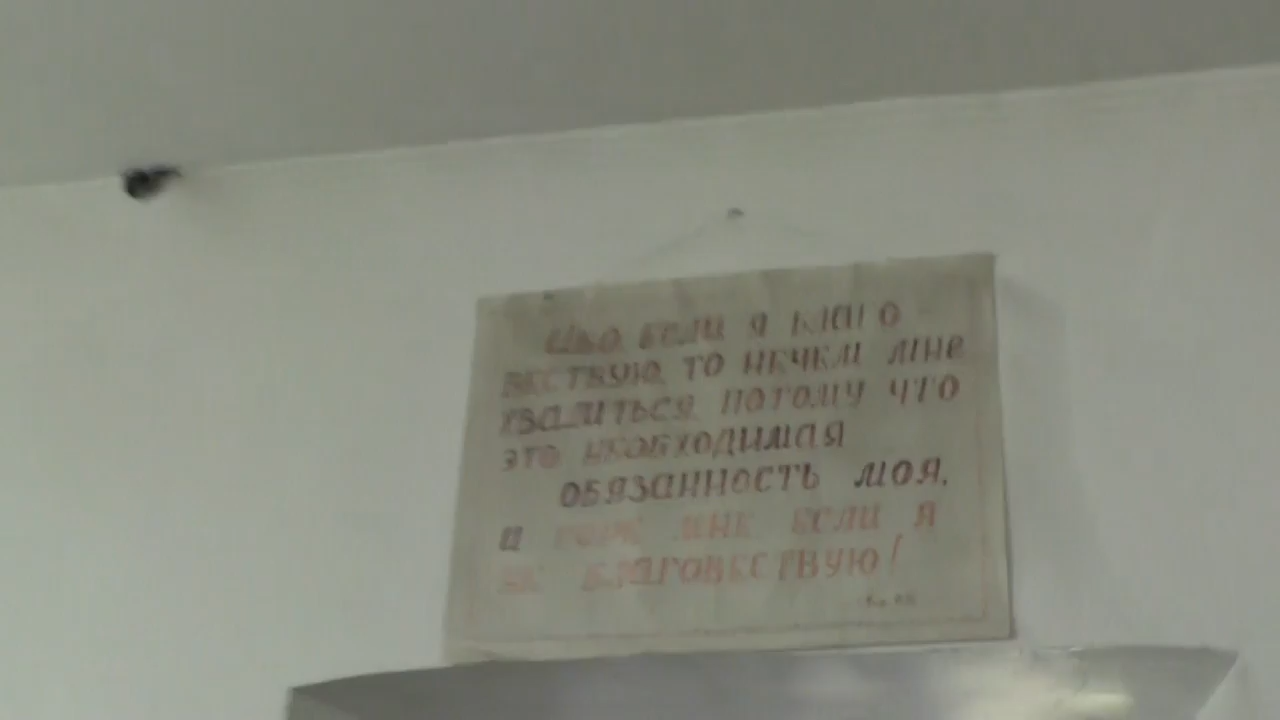 Ибо если я благо
вествую, то нечем мне
хвалиться, потому что
это необходимая
обязанность моя,
и горе мне если я
не благовествую!